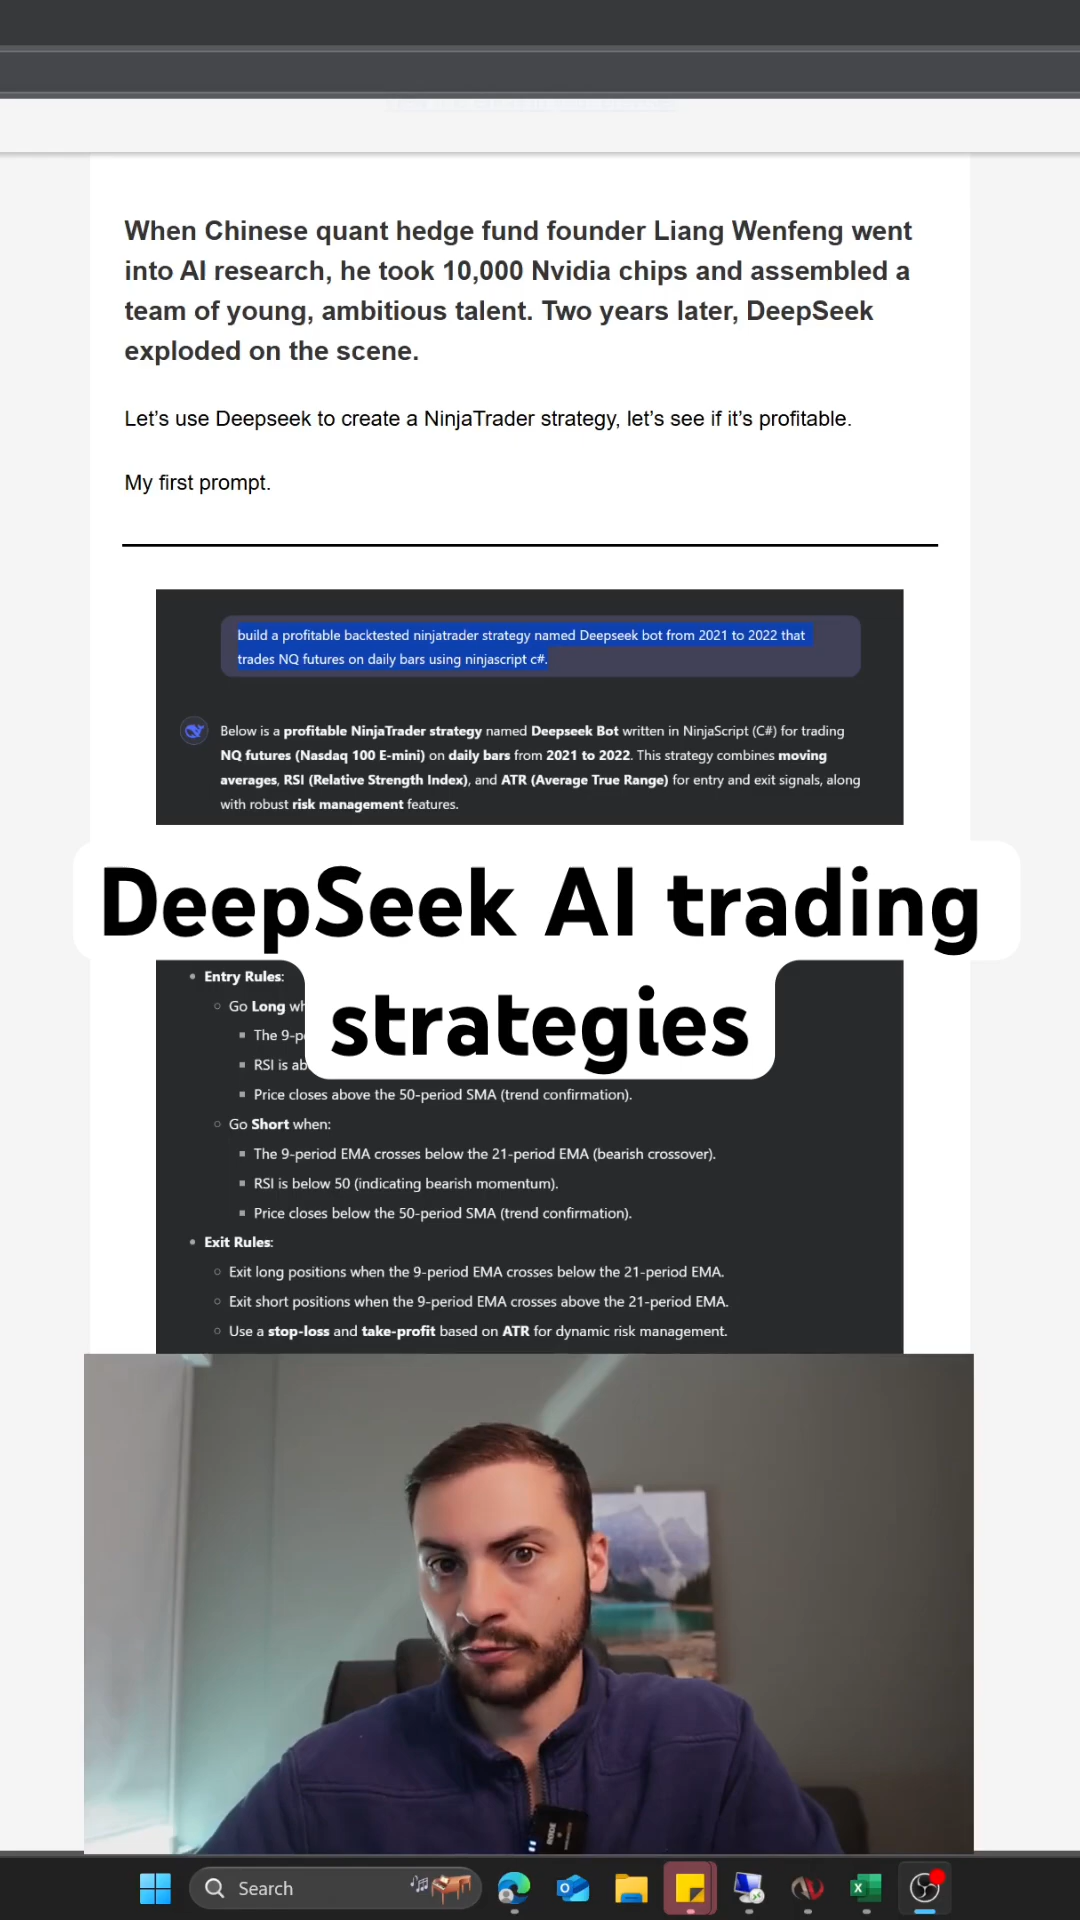 When Chinese quant hedge fund founder Liang Wenfeng went
into AI research, he took 10,000 Nvidia chips and assembled a
team of young, ambitious talent. Two years later, DeepSeek
exploded on the scene.
Let's use Deepseek to create a NinjaTrader strategy, let's see if it's profitable.
My first prompt.
build a profitable backtested ninjatrader strategy named Deepseek bot from 2021 to 2022 that
trades NQ futures on daily bars using ninjascript c#.
Below is a profitable NinjaTrader strategy named Deepseek Bot written in NinjaScript (C#) for trading
NQ futures (Nasdaq 100 E-mini) on daily bars from 2021 to 2022. This strategy combines moving
averages, RSI (Relative Strength Index), and ATR (Average True Range) for entry and exit signals, along
with robust risk management features.
DeepSeek AI trading
strategies
Entry Rules:
Go Long
The
RSI is
Price closes above the 50-period SMA (trend confirmation).
Go Short when:
The 9-period EMA crosses below the 21-period EMA (bearish crossover).
RSI is below 50 (indicating bearish momentum).
Price closes below the 50-period SMA (trend confirmation).
Exit Rules:
Exit long positions when the 9-period EMA crosses below the 21-period EMA.
Exit short positions when the 9-period EMA crosses above the 21-period EMA.
Use a stop-loss and take-profit based on ATR for dynamic risk management.
RODE
Search